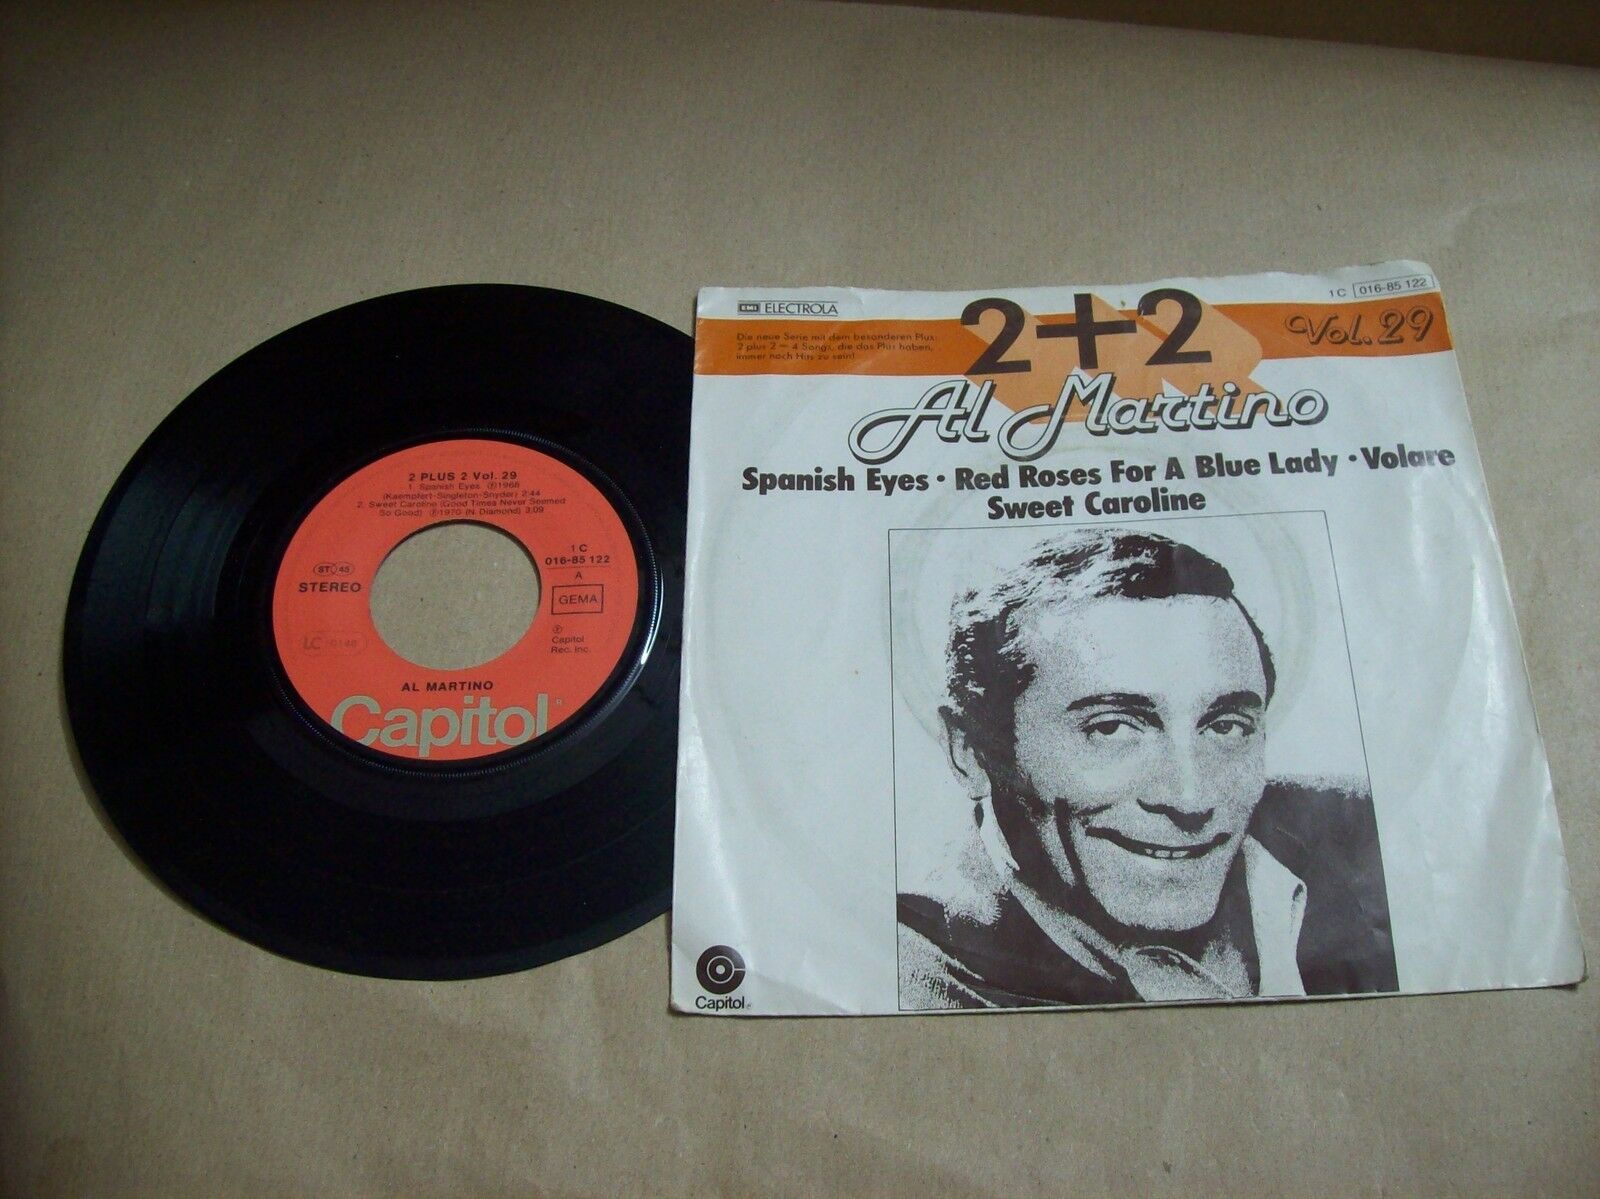 2 PLUS 2 Vol. 29
1. Spanish Eyes ℗1968
(Kaempfert-Singleton-Snyder) 2:44
2. Sweet Caroline (Good Times Never Seemed
So Good) ℗1970 (N. Diamond) 3:09
1 C
016-85 122
A
GEMA
ST 45
STEREO
LC 0148
℗
Capitol
Rec. Inc.
AL MARTINO
Capitol®
EMI ELECTROLA
1 C 016-85 122
Die neue Serie mit dem besonderen Plus:
2 plus 2 = 4 Songs, die das Plus haben,
immer noch Hits zu sein!
2+2
Vol. 29
Al Martino
Spanish Eyes · Red Roses For A Blue Lady · Volare
Sweet Caroline
Capitol®